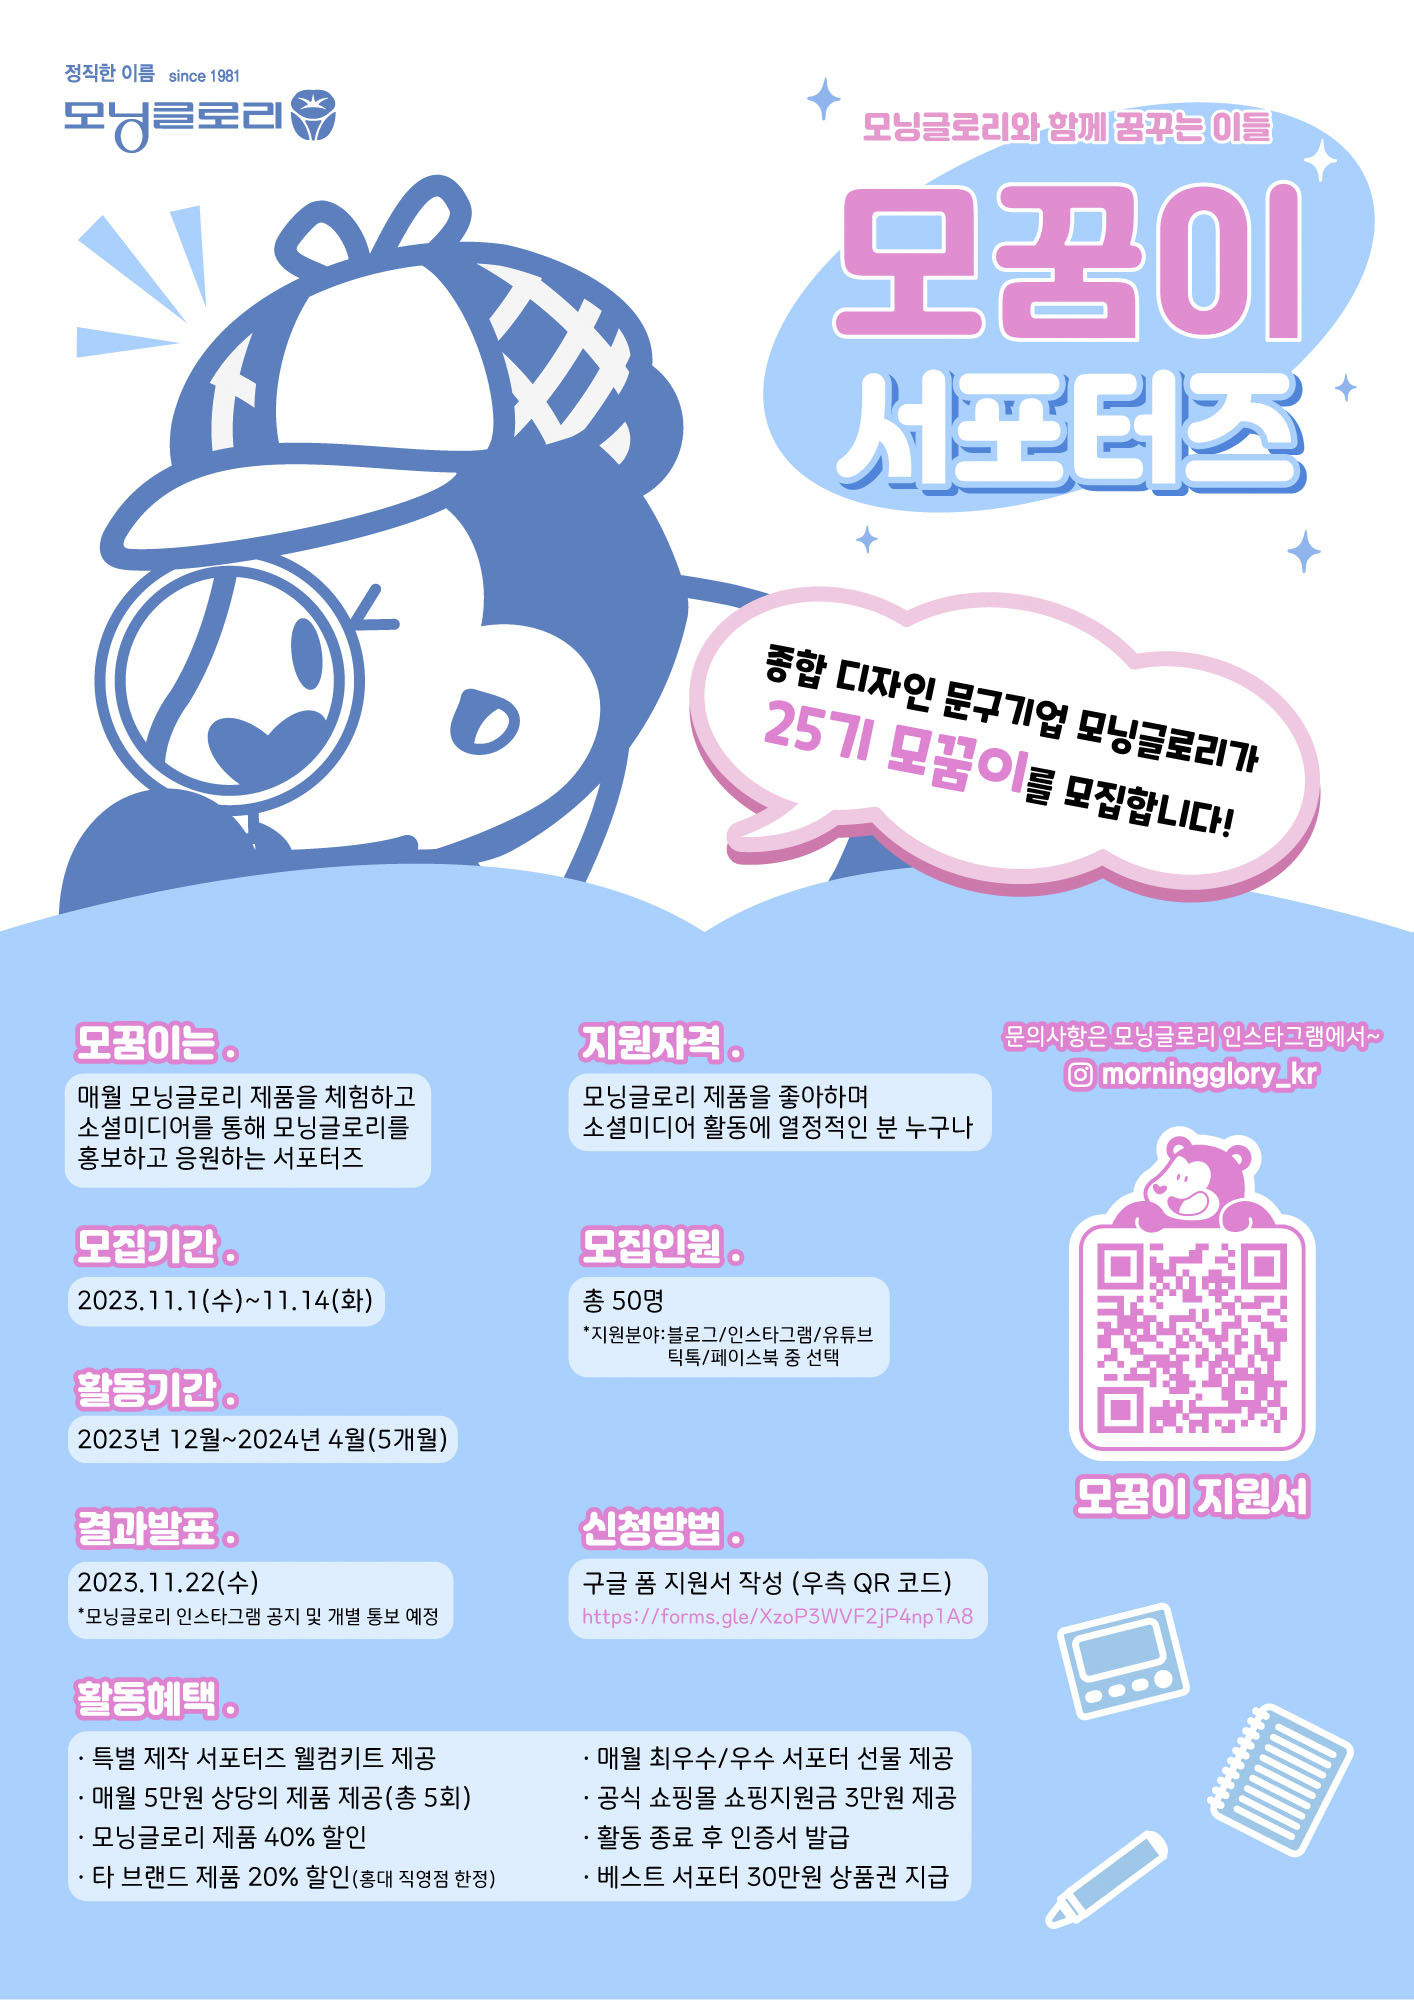 정직한 이름 since 1981
모닝글로리
모닝글로리와 함께 꿈꾸는 이들
모꿈이
서포터즈
종합 디자인 문구기업 모닝글로리가
25기 모꿈이를 모집합니다!
모꿈이는.
매월 모닝글로리 제품을 체험하고
소셜미디어를 통해 모닝글로리를
홍보하고 응원하는 서포터즈
지원자격.
모닝글로리 제품을 좋아하며
소셜미디어 활동에 열정적인 분 누구나
문의사항은 모닝글로리 인스타그램에서~
morningglory_kr
모집기간.
2023.11.1(수)~11.14(화)
모집인원.
총 50명
*지원분야:블로그/인스타그램/유튜브
틱톡/페이스북 중 선택
활동기간.
2023년 12월~2024년 4월(5개월)
모꿈이 지원서
결과발표.
2023.11.22(수)
*모닝글로리 인스타그램 공지 및 개별 통보 예정
신청방법.
구글 폼 지원서 작성 (우측 QR 코드)
https://forms.gle/XzoP3WVF2jP4np1A8
활동혜택.
· 특별 제작 서포터즈 웰컴키트 제공
· 매월 5만원 상당의 제품 제공(총 5회)
· 모닝글로리 제품 40% 할인
· 타 브랜드 제품 20% 할인(홍대 직영점 한정)
· 매월 최우수/우수 서포터 선물 제공
· 공식 쇼핑몰 쇼핑지원금 3만원 제공
· 활동 종료 후 인증서 발급
· 베스트 서포터 30만원 상품권 지급